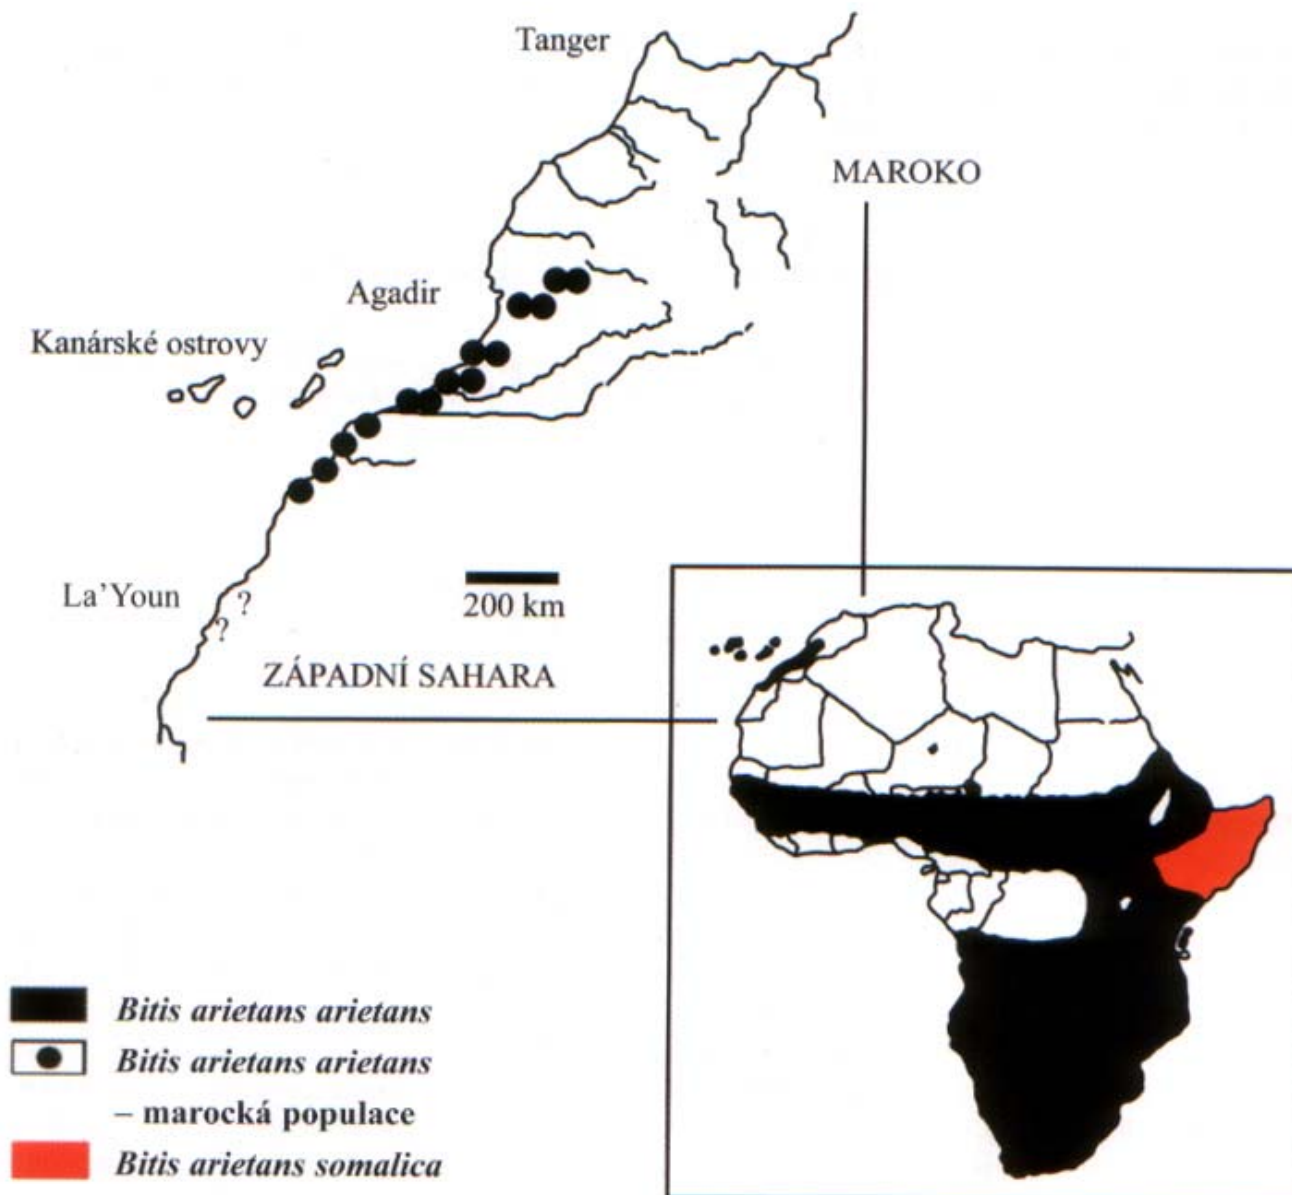 Tanger
MAROKO
Agadir
Kanárské ostrovy
La'Youn
?
?
200 km
ZÁPADNÍ SAHARA
Bitis arietans arietans
Bitis arietans arietans
– marocká populace
Bitis arietans somalica